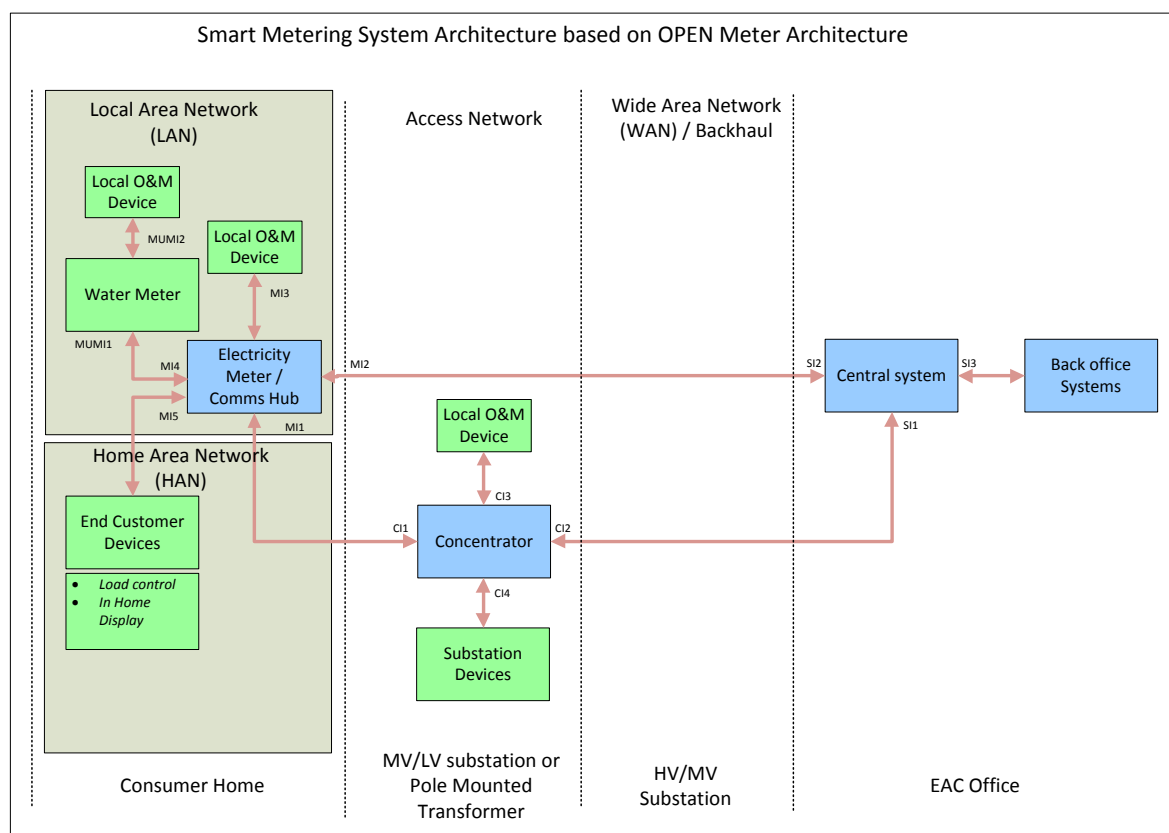 Smart Metering System Architecture based on OPEN Meter Architecture
Local Area Network
(LAN)
Access Network
Wide Area Network
(WAN) / Backhaul
Local O&M
Device
MUMI2
Local O&M
Device
Water Meter
MI3
MUMI1
MI4
Electricity
Meter /
Comms Hub
MI2
SI2
Central system
SI3
Back office
Systems
MI5
MI1
Local O&M
Device
SI1
Home Area Network
(HAN)
CI3
End Customer
Devices
CI1
Concentrator
CI2
• Load control
• In Home
Display
CI4
Substation
Devices
Consumer Home
MV/LV substation or
Pole Mounted
Transformer
HV/MV
Substation
EAC Office